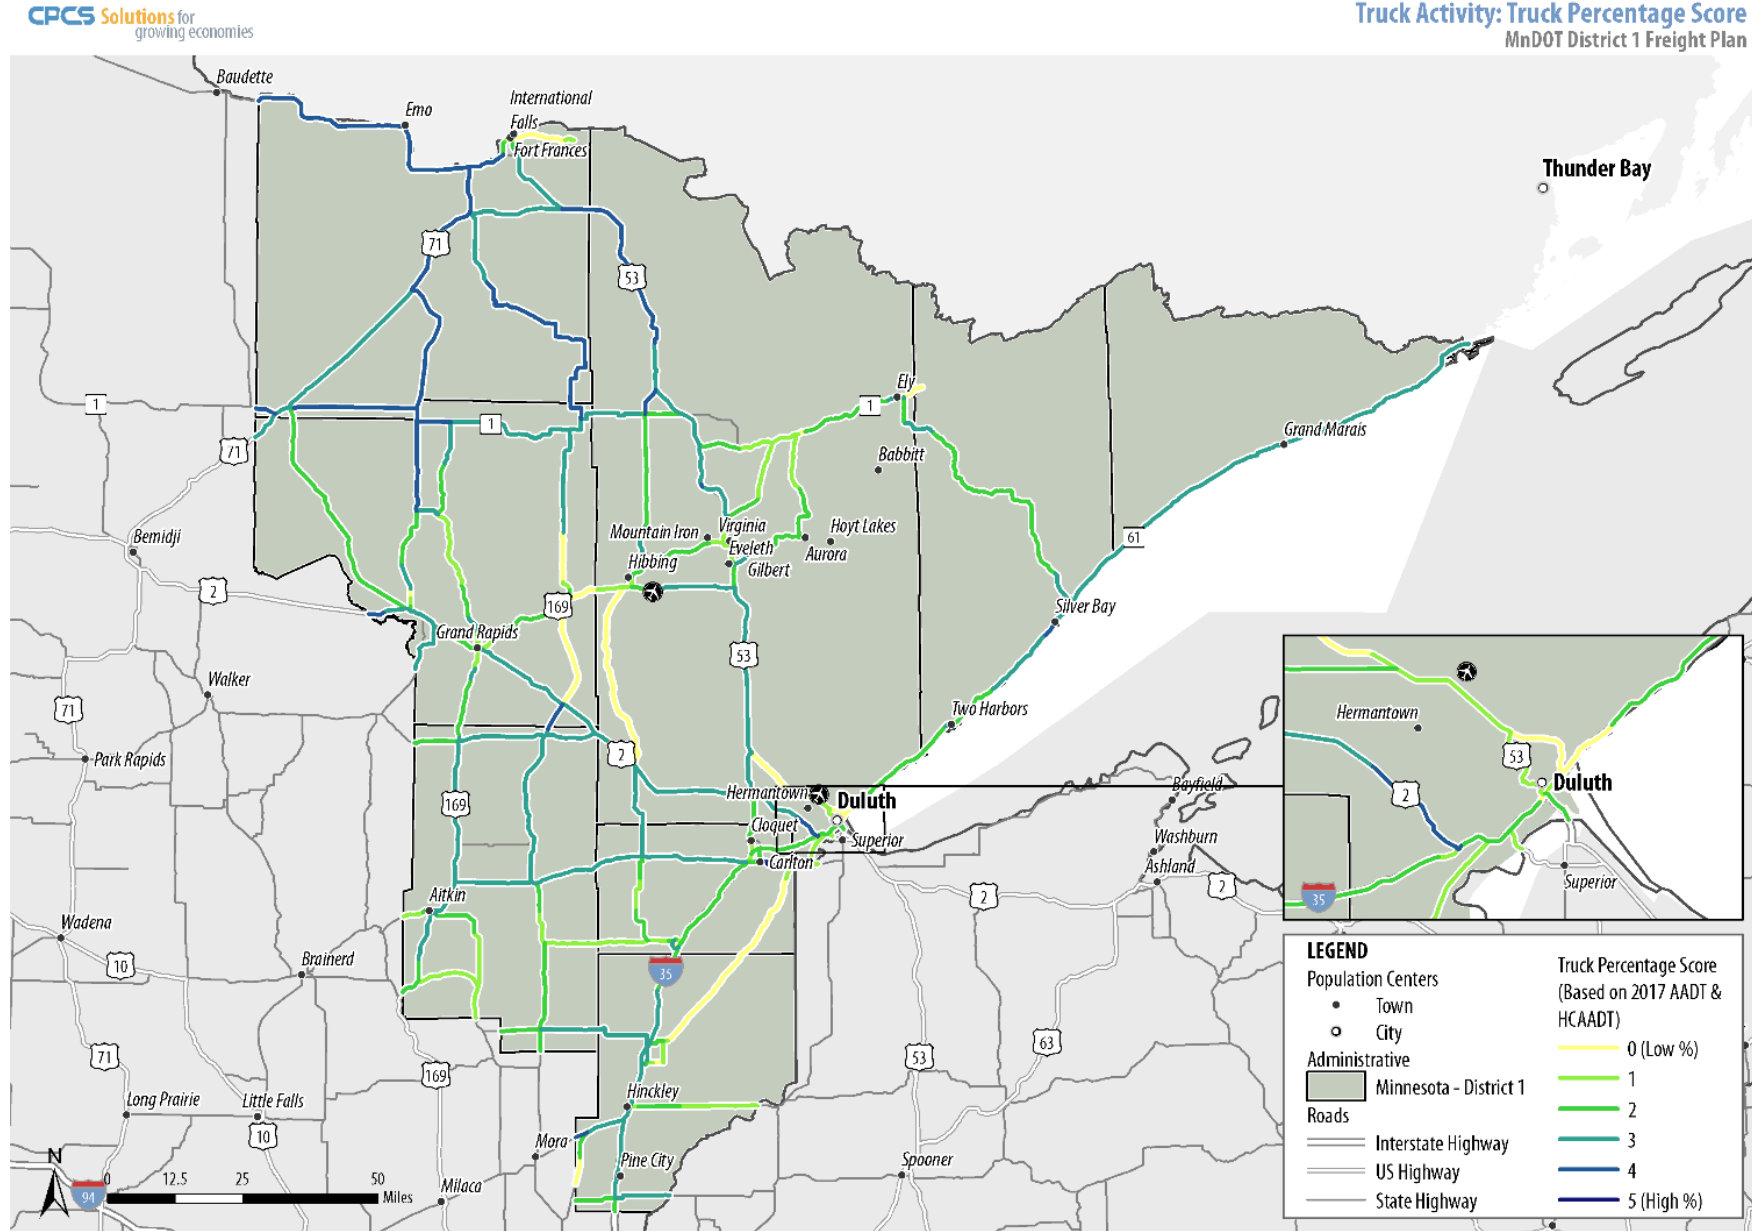 CPCS Solutions for
growing economies
Truck Activity: Truck Percentage Score
MnDOT District 1 Freight Plan
Baudette
Emo
International
Falls
Fort Frances
Thunder Bay
71
53
Ely
1
1
1
71
Grand Marais
Babbitt
Bemidji
Mountain Iron
Virginia
Hoyt Lakes
61
Eveleth
Aurora
Hibbing
Gilbert
2
169
Silver Bay
Grand Rapids
53
Walker
71
Two Harbors
Hermantown
53
2
Park Rapids
2
Duluth
Hermantown
Duluth
Bayfield
169
Cloquet
Superior
Washburn
Carlton
Ashland
Superior
Aitkin
2
2
35
Wadena
10
Brainerd
35
LEGEND
Population Centers
Town
City
Administrative
Minnesota - District 1
Roads
Interstate Highway
US Highway
State Highway
Truck Percentage Score
(Based on 2017 AADT &
HCAADT)
0 (Low %)
1
2
3
4
5 (High %)
71
169
53
63
Hinckley
Long Prairie
Little Falls
10
Mora
Pine City
Spooner
N
94
0
12.5
25
50
Miles
Milaca